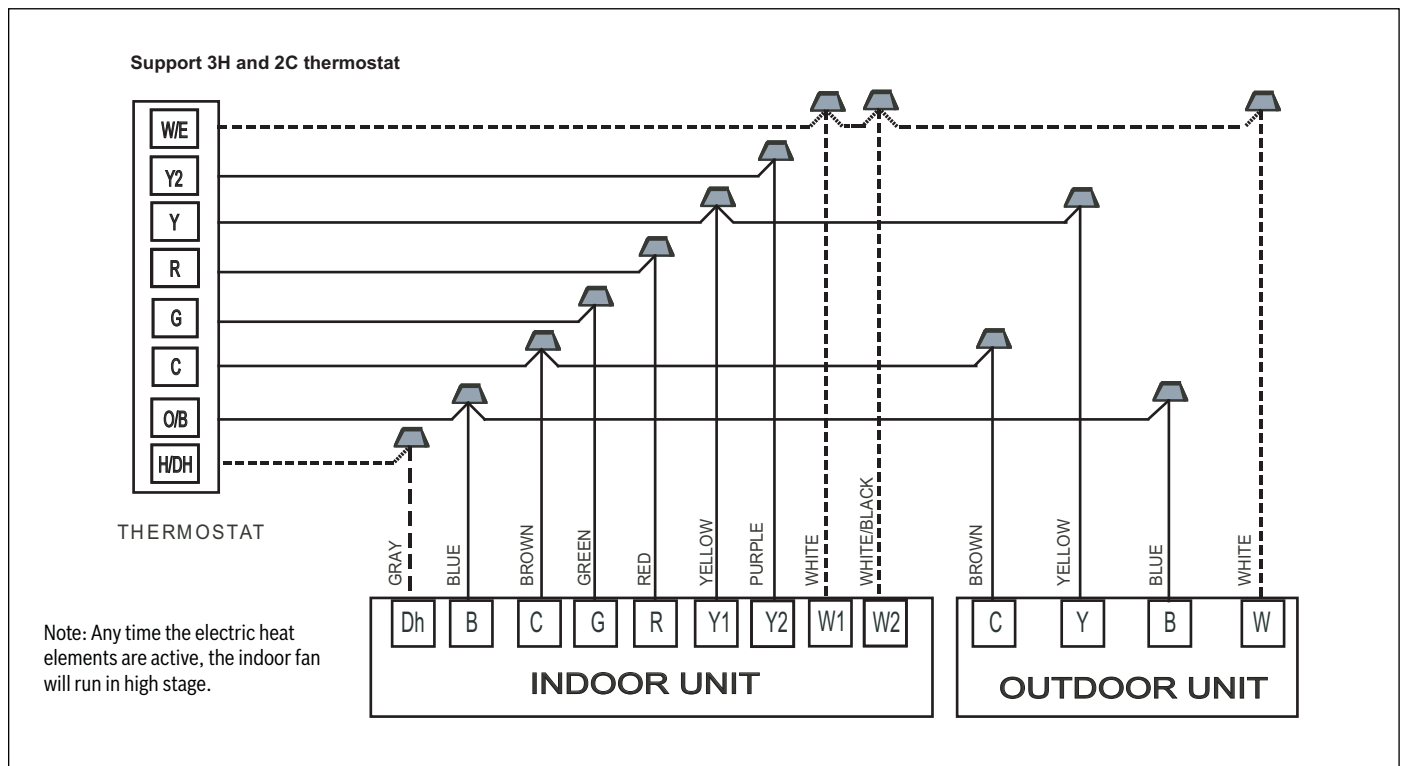 Support 3H and 2C thermostat
W/E
Y2
Y
R
G
C
O/B
H/DH
THERMOSTAT
GRAY
BLUE
BROWN
GREEN
RED
YELLOW
PURPLE
WHITE
WHITE/BLACK
BROWN
YELLOW
BLUE
WHITE
Dh B C G R Y1 Y2 W1 W2
INDOOR UNIT
C Y B W
OUTDOOR UNIT
Note: Any time the electric heat
elements are active, the indoor fan
will run in high stage.